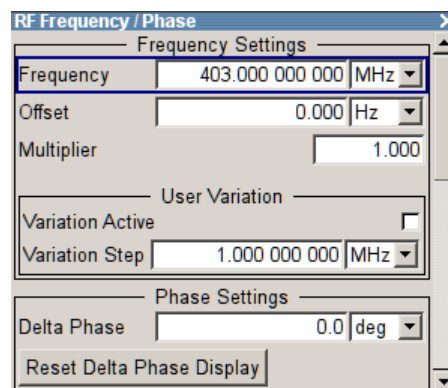 RF Frequency / Phase
Frequency Settings
Frequency 403.000 000 000 MHz
Offset 0.000 Hz
Multiplier 1.000
User Variation
Variation Active
Variation Step 1.000 000 000 MHz
Phase Settings
Delta Phase 0.0 deg
Reset Delta Phase Display